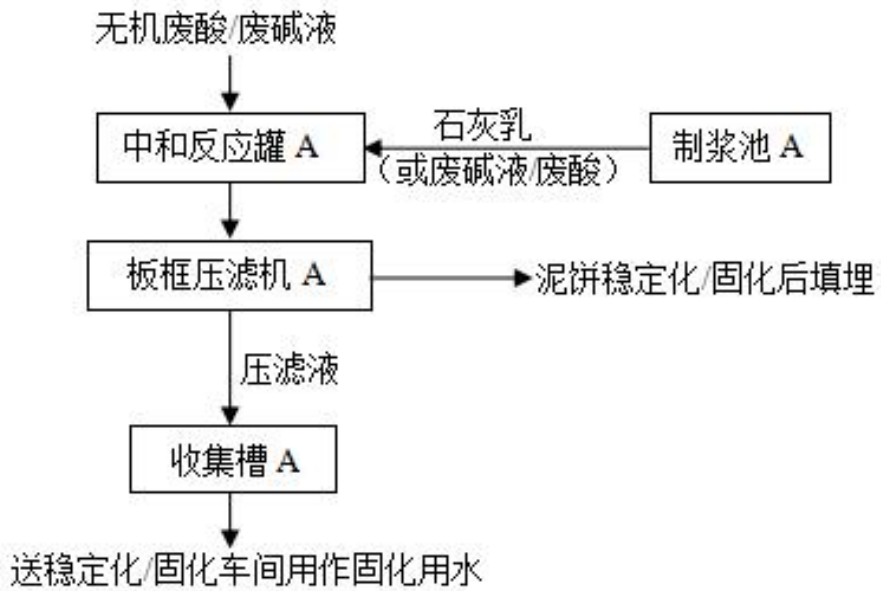 无机废酸/废碱液
中和反应罐 A
石灰乳
（或废碱液/废酸）
制浆池 A
板框压滤机 A
泥饼稳定化/固化后填埋
压滤液
收集槽 A
送稳定化/固化车间用作固化用水